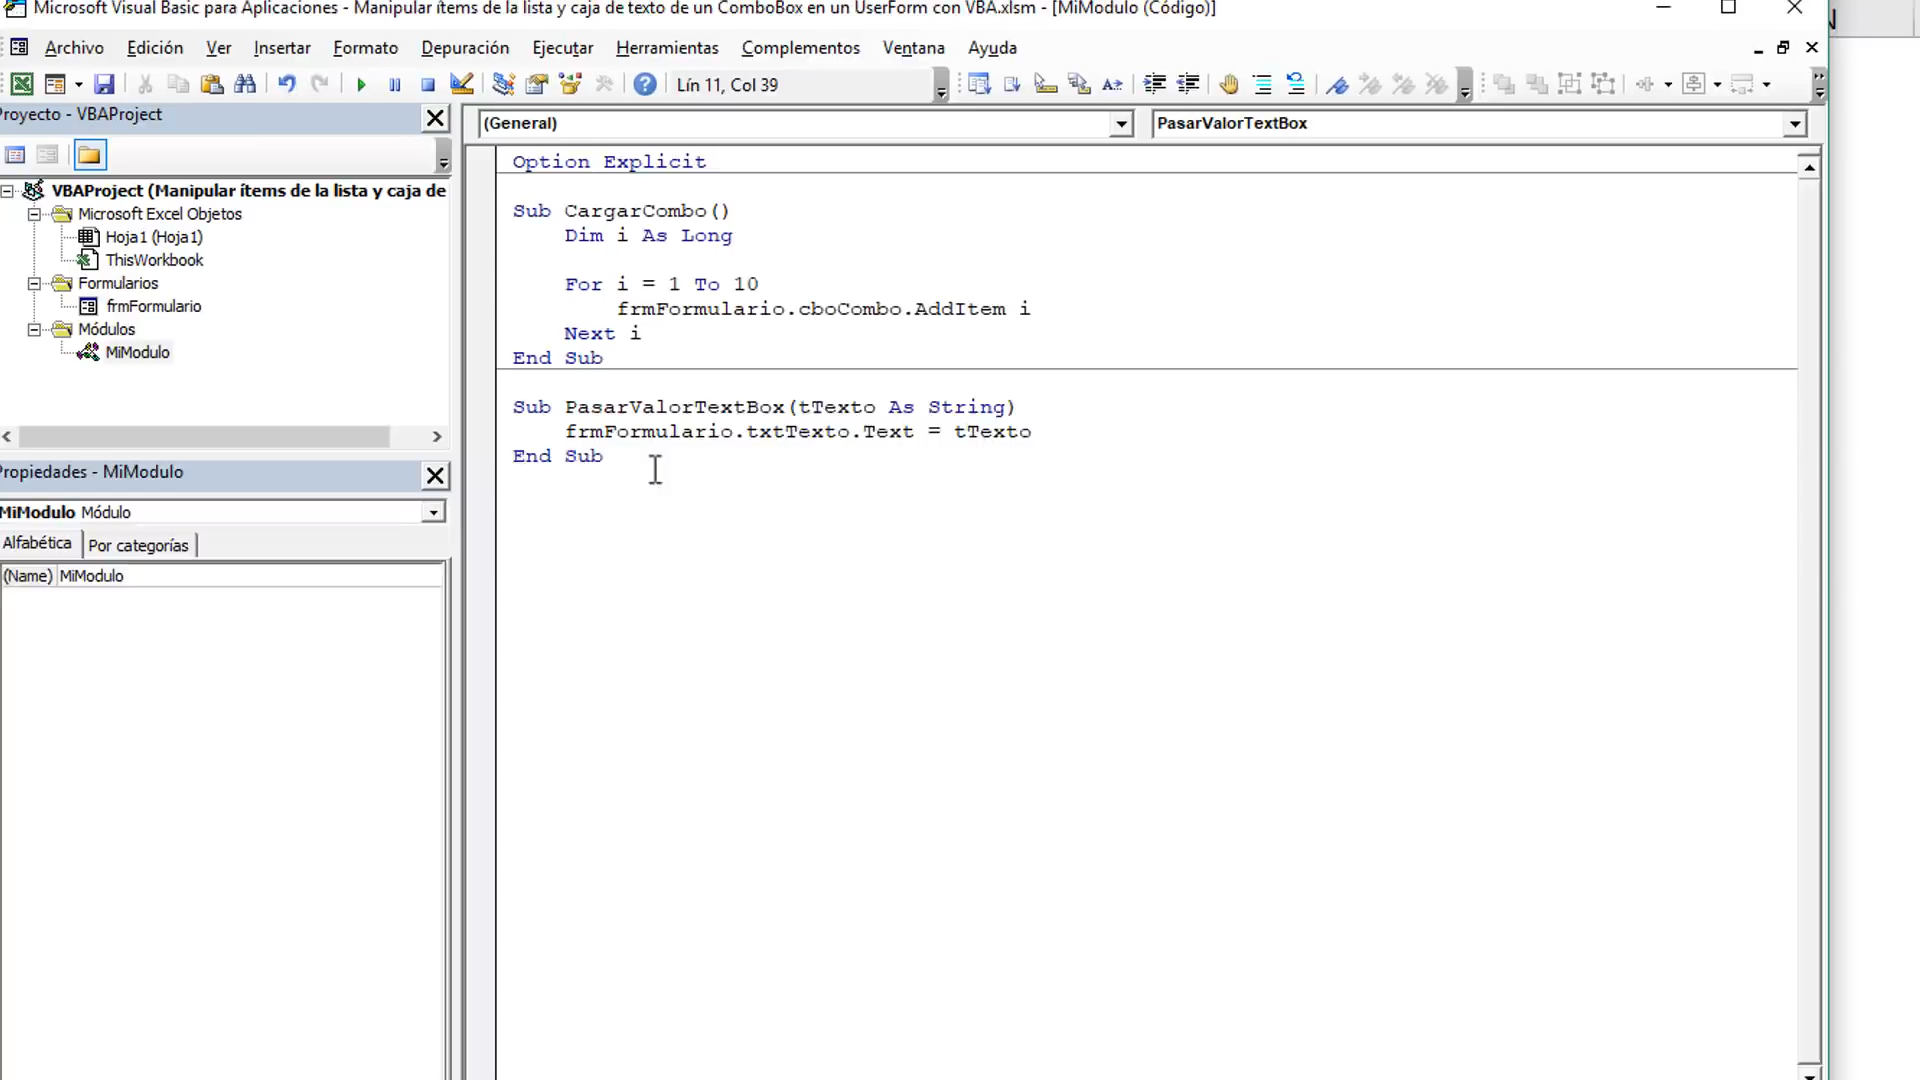 Microsoft Visual Basic para Aplicaciones - Manipular ítems de la lista y caja de texto de un ComboBox en un UserForm con VBA.xlsm - [MiModulo (Código)]
Archivo Edición Ver Insertar Formato Depuración Ejecutar Herramientas Complementos Ventana Ayuda
Lín 11, Col 39
Proyecto - VBAProject
VBAProject (Manipular ítems de la lista y caja de
Microsoft Excel Objetos
Hoja1 (Hoja1)
ThisWorkbook
Formularios
frmFormulario
Módulos
MiModulo
Propiedades - MiModulo
MiModulo Módulo
Alfabética Por categorías
(Name) MiModulo
(General) PasarValorTextBox
Option Explicit
Sub CargarCombo()
Dim i As Long
For i = 1 To 10
frmFormulario.cboCombo.AddItem i
Next i
End Sub
Sub PasarValorTextBox(tTexto As String)
frmFormulario.txtTexto.Text = tTexto
End Sub